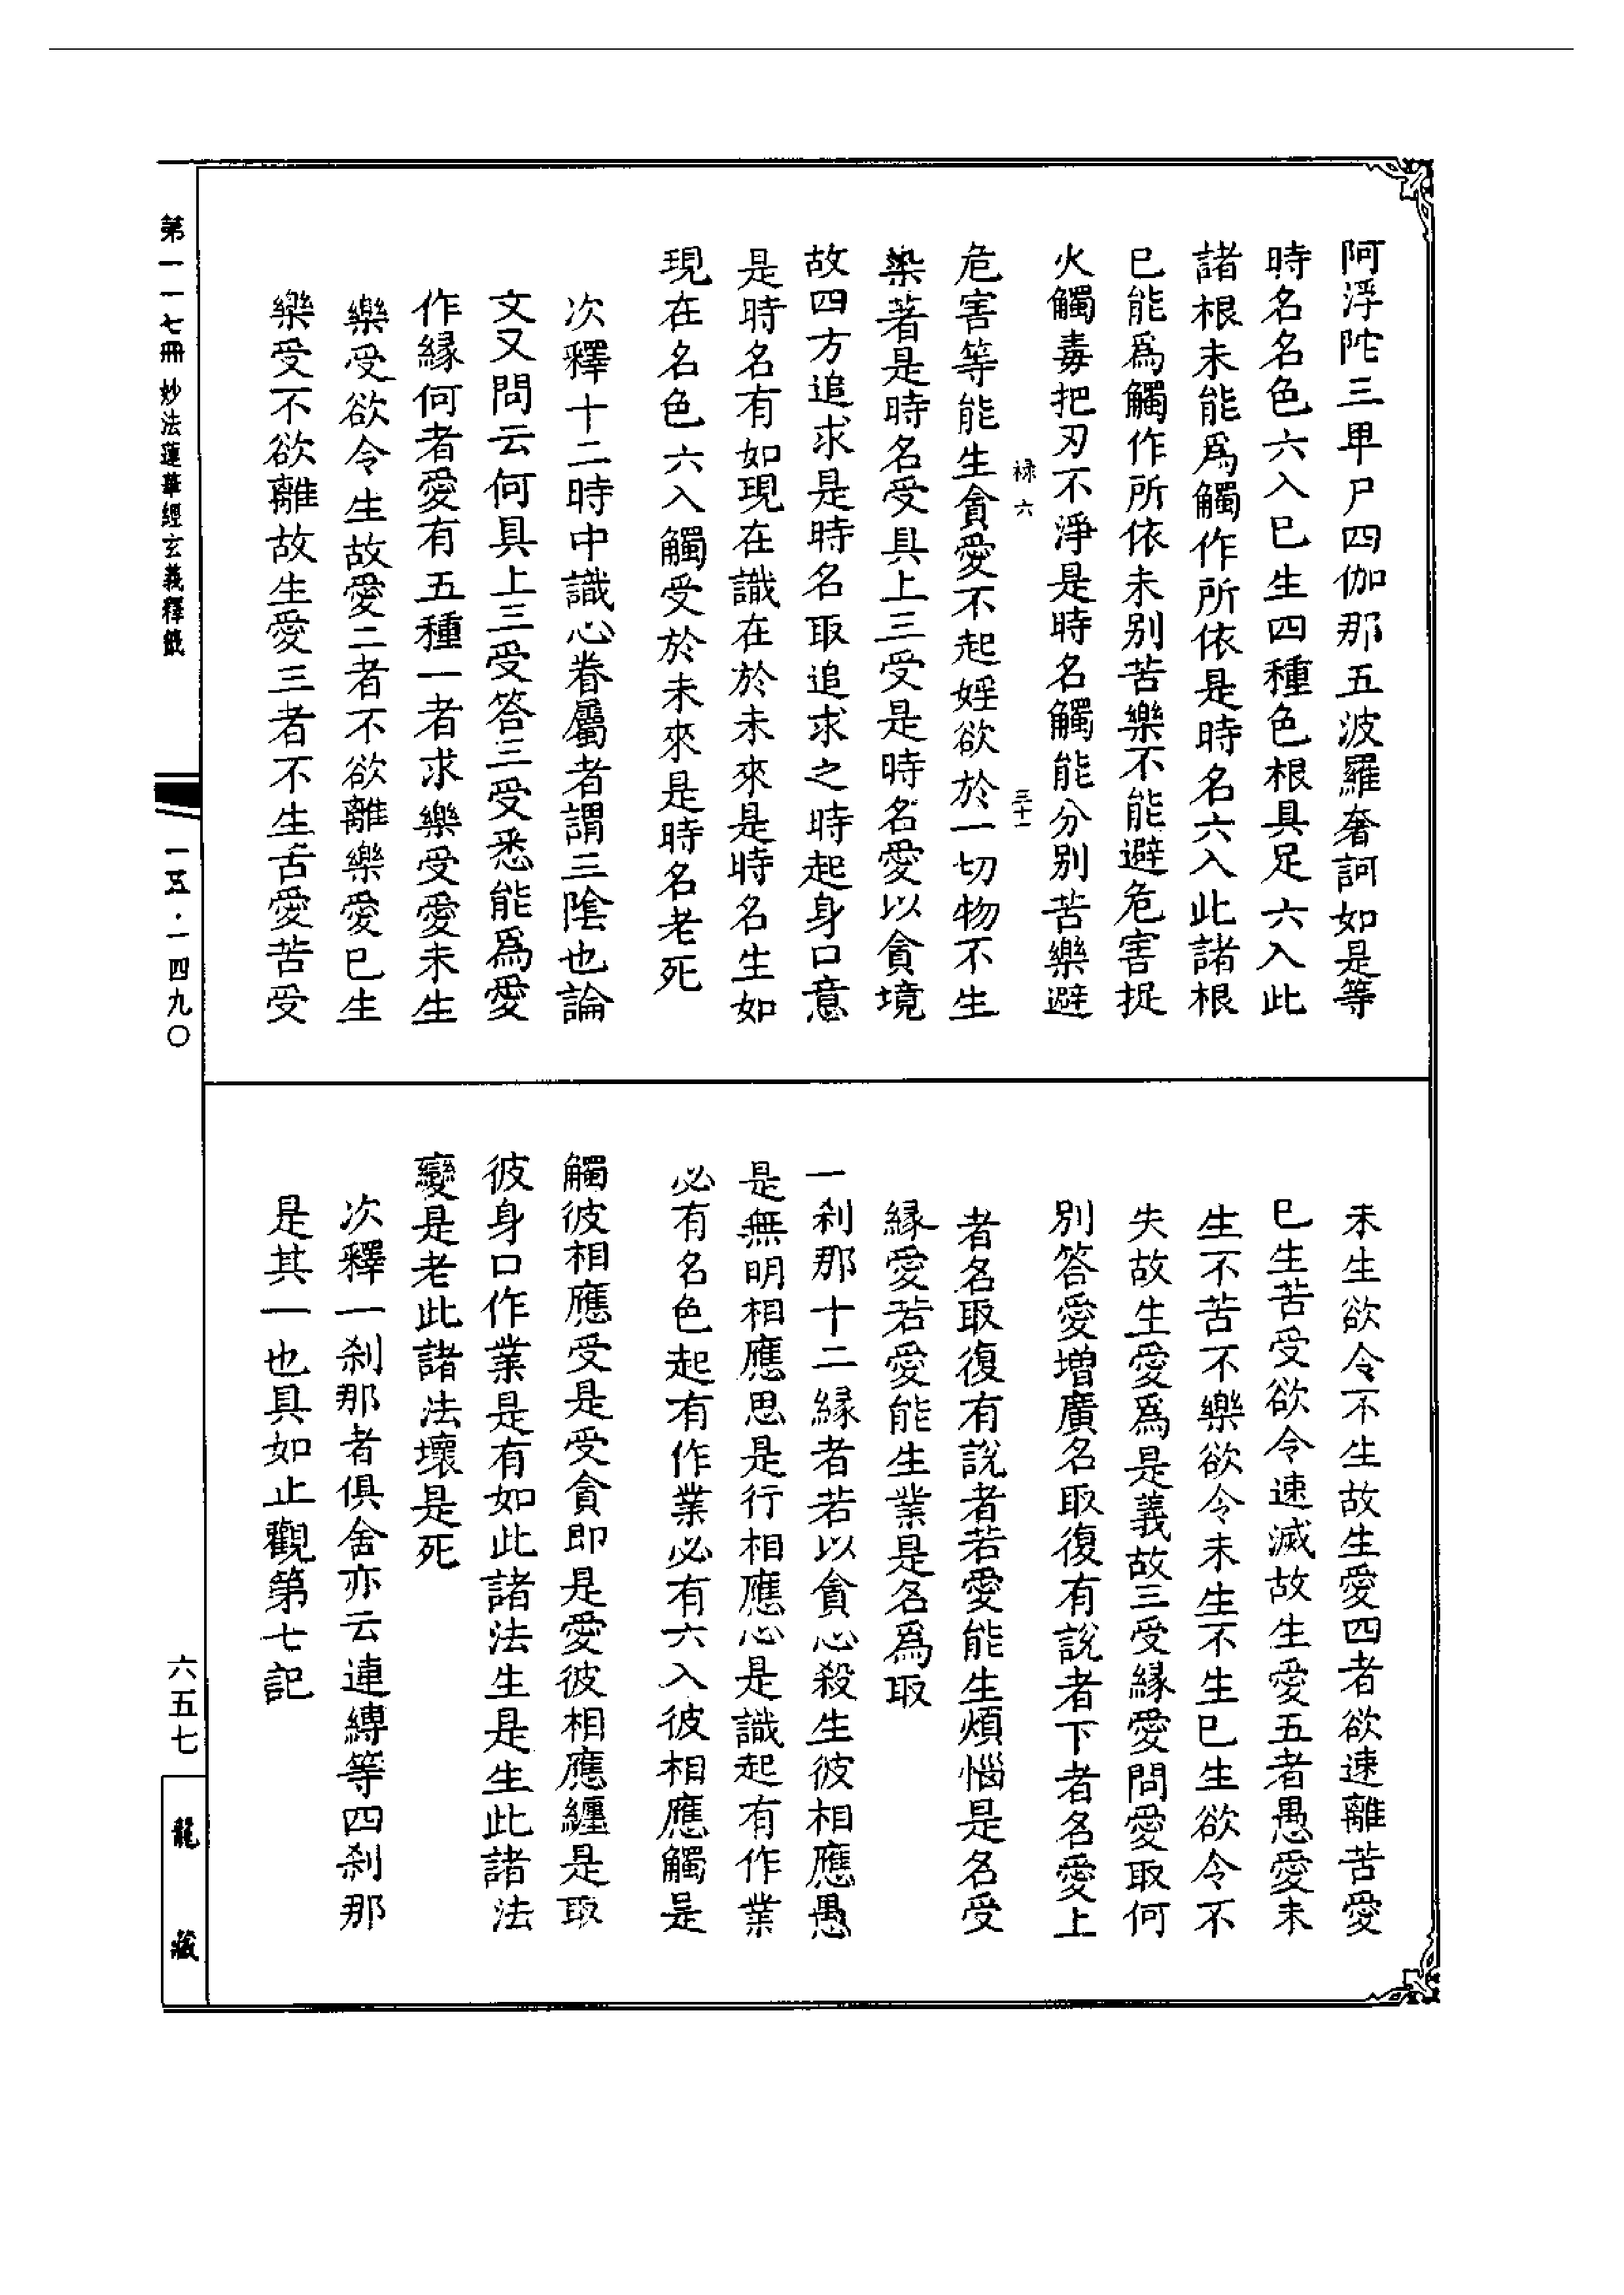 阿浮陀三卑尸四伽那五波羅奢訶如是等
時名名色六入已生四種色根具足六入此
諸根未能爲觸作所依是時名六入此諸根
已能爲觸作所依未別苦樂不能避危害捉
火觸毒把刃不淨是時名觸能分別苦樂避
祿六 三十一
危害等能生貪愛不起婬欲於一切物不生
染著是時名受具上三受是時名愛以貪境
故四方追求是時名取追求之時起身口意
是時名有如現在識在於未來是時名生如
現在名色六入觸受於未來是時名老死
次釋十二時中識心眷屬者謂三陰也論
文又問云何具上三受答三受悉能爲愛
作緣何者愛有五種一者求樂受愛未生
樂受欲令生故愛二者不欲離樂愛已生
樂受不欲離故生愛三者不生苦愛苦受
未生欲令不生故生愛四者欲速離苦愛
已生苦受欲令速滅故生愛五者愚愛未
生不苦不樂欲令未生不生已生欲令不
失故生愛爲是義故三受緣愛問愛取何
別答愛增廣名取復有說者下者名愛上
者名取復有說者若愛能生煩惱是名受
緣愛若愛能生業是名爲取
一剎那十二緣者若以貪心殺生彼相應愚
是無明相應思是行相應心是識起有作業
必有名色起有作業必有六入彼相應觸是
觸彼相應受是受貪即是愛彼相應纏是取
彼身口作業是有如此諸法生是生此諸法
變是老此諸法壞是死
次釋一剎那者俱舍亦云連縛等四剎那
是其一也具如止觀第七記
第一一七冊 妙法蓮華經玄義釋籤
一五·一四九〇
六五七
龍藏